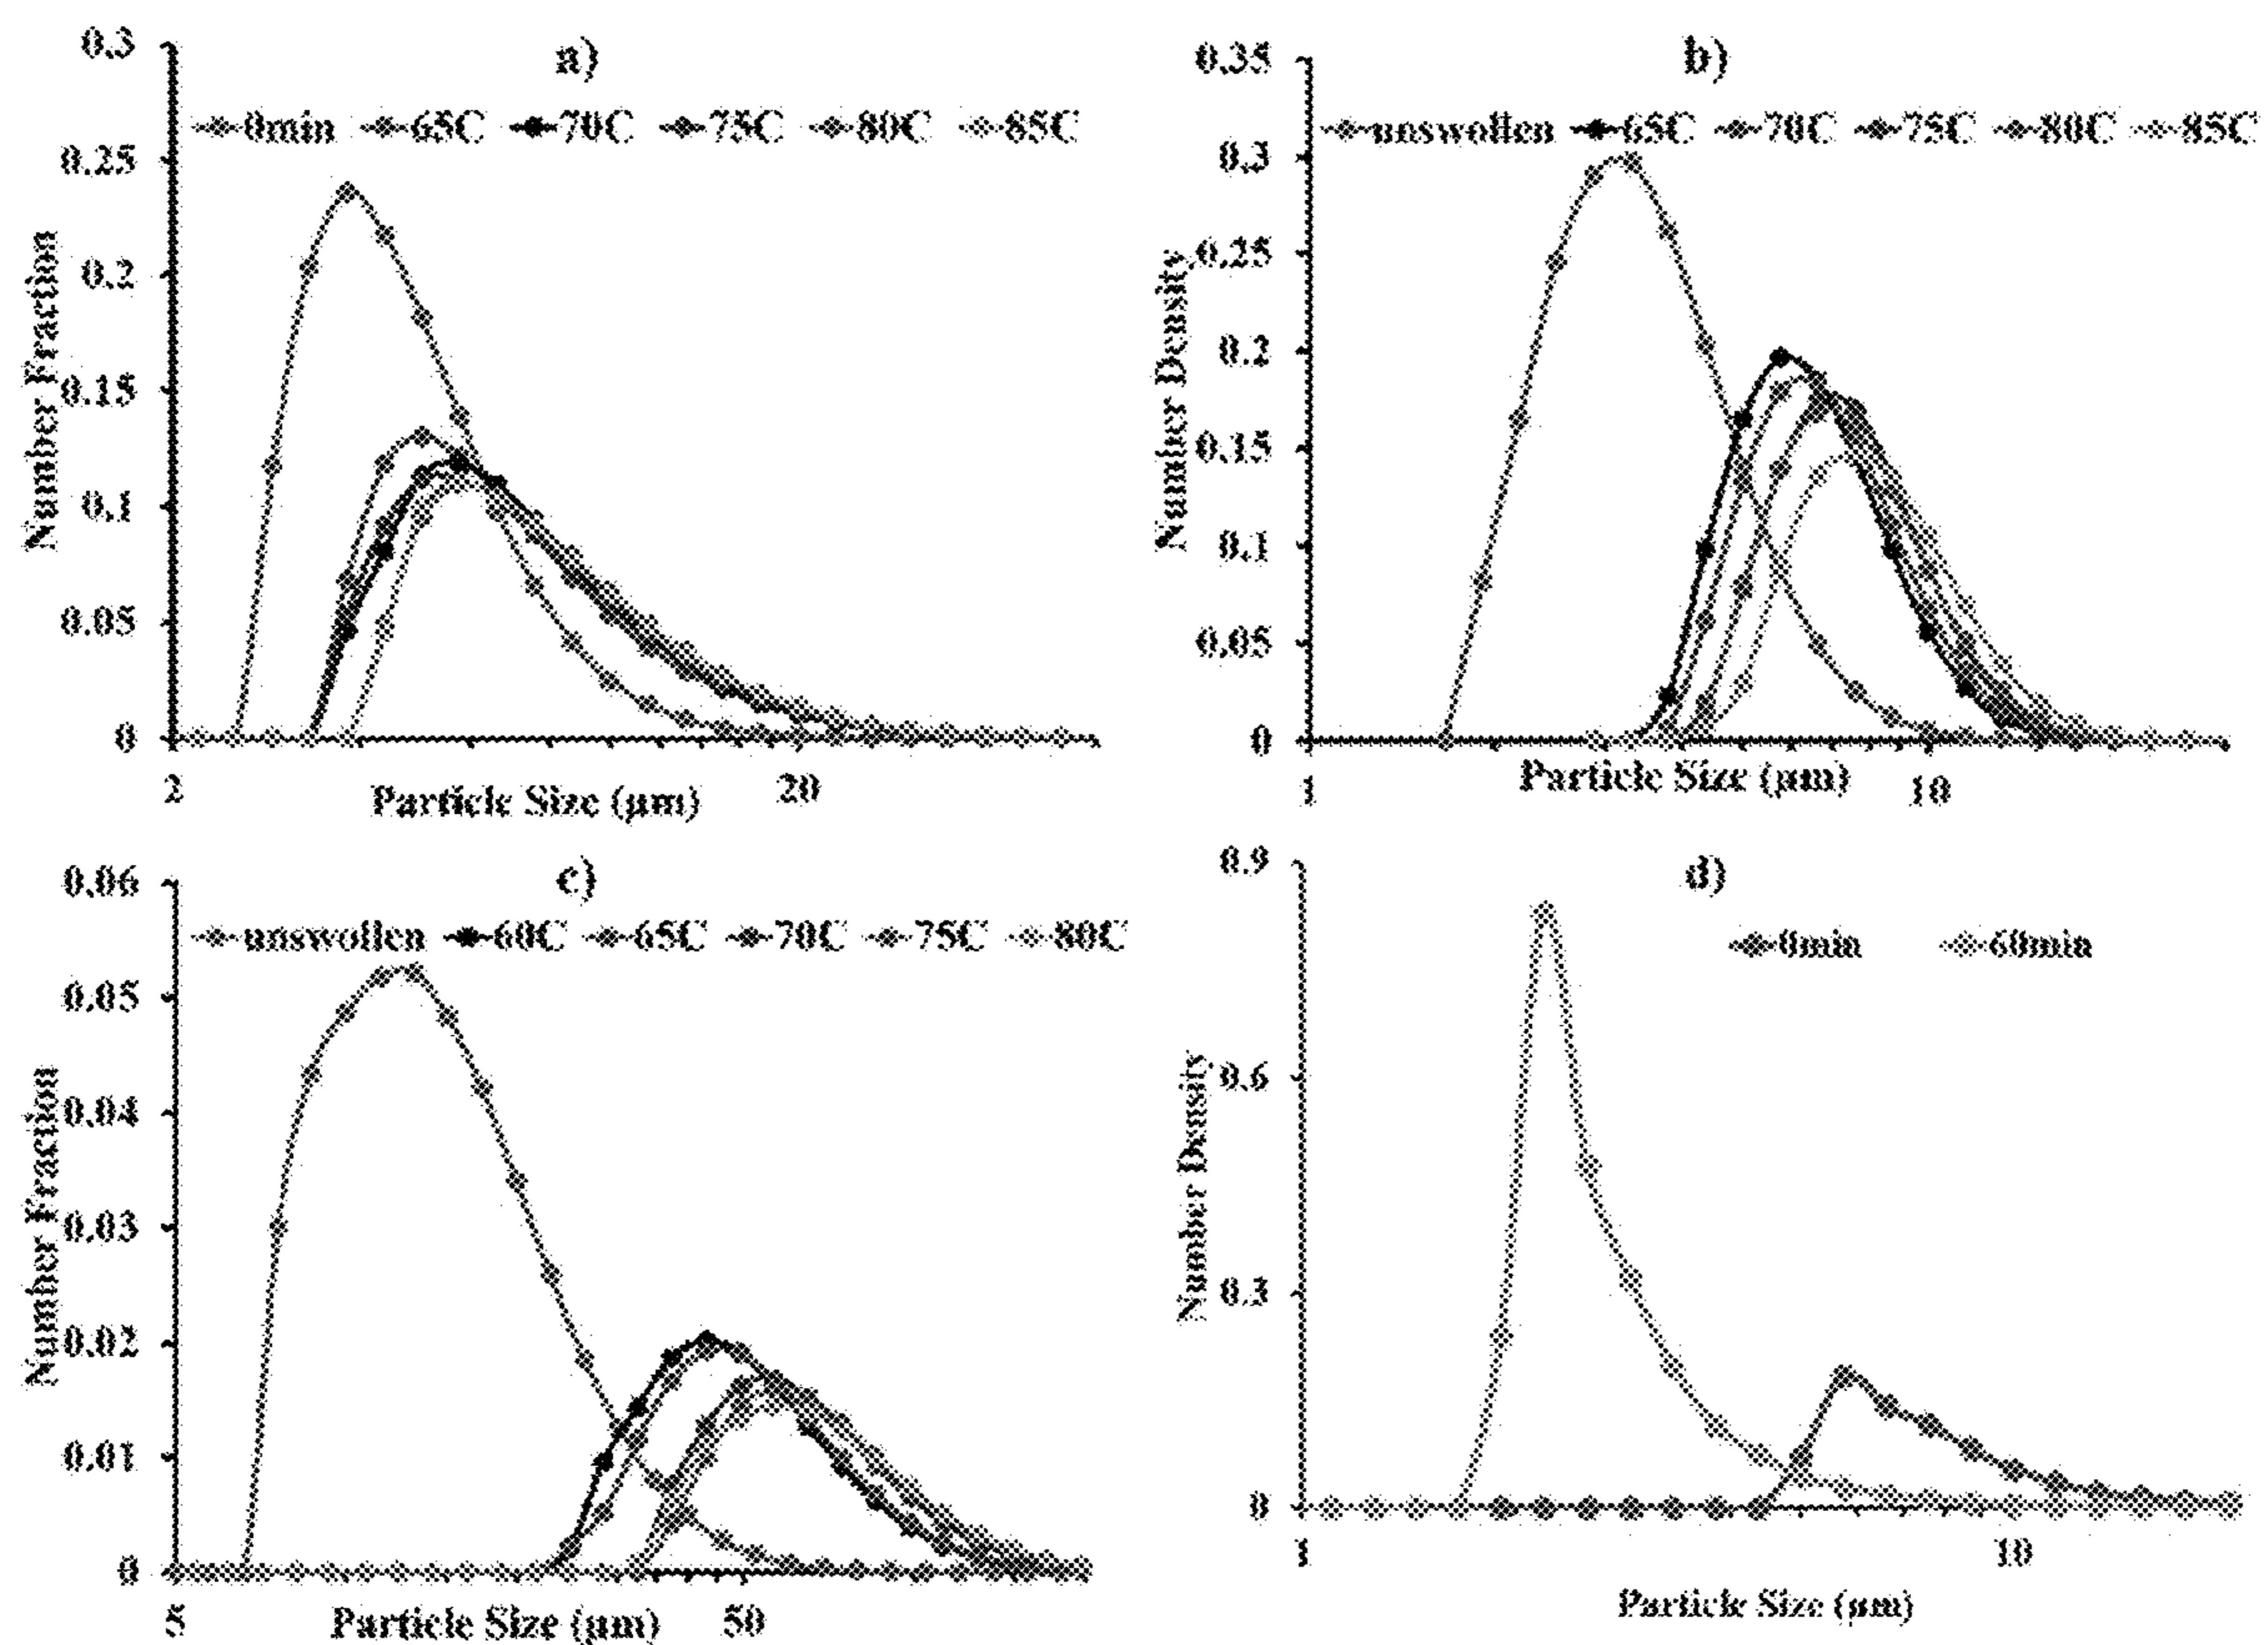 a)
0min 65C 70C 75C 80C 85C
0.3
0.25
0.2
0.15
0.1
0.05
0
Number Fraction
2
20
Particle Size (µm)
b)
unswollen 65C 70C 75C 80C 85C
0.35
0.3
0.25
0.2
0.15
0.1
0.05
0
Number Density
1
10
Particle Size (µm)
c)
unswollen 60C 65C 70C 75C 80C
0.06
0.05
0.04
0.03
0.02
0.01
0
Number Fraction
5
50
Particle Size (µm)
d)
0min 60min
0.9
0.6
0.3
0
Number Density
1
10
Particle Size (µm)